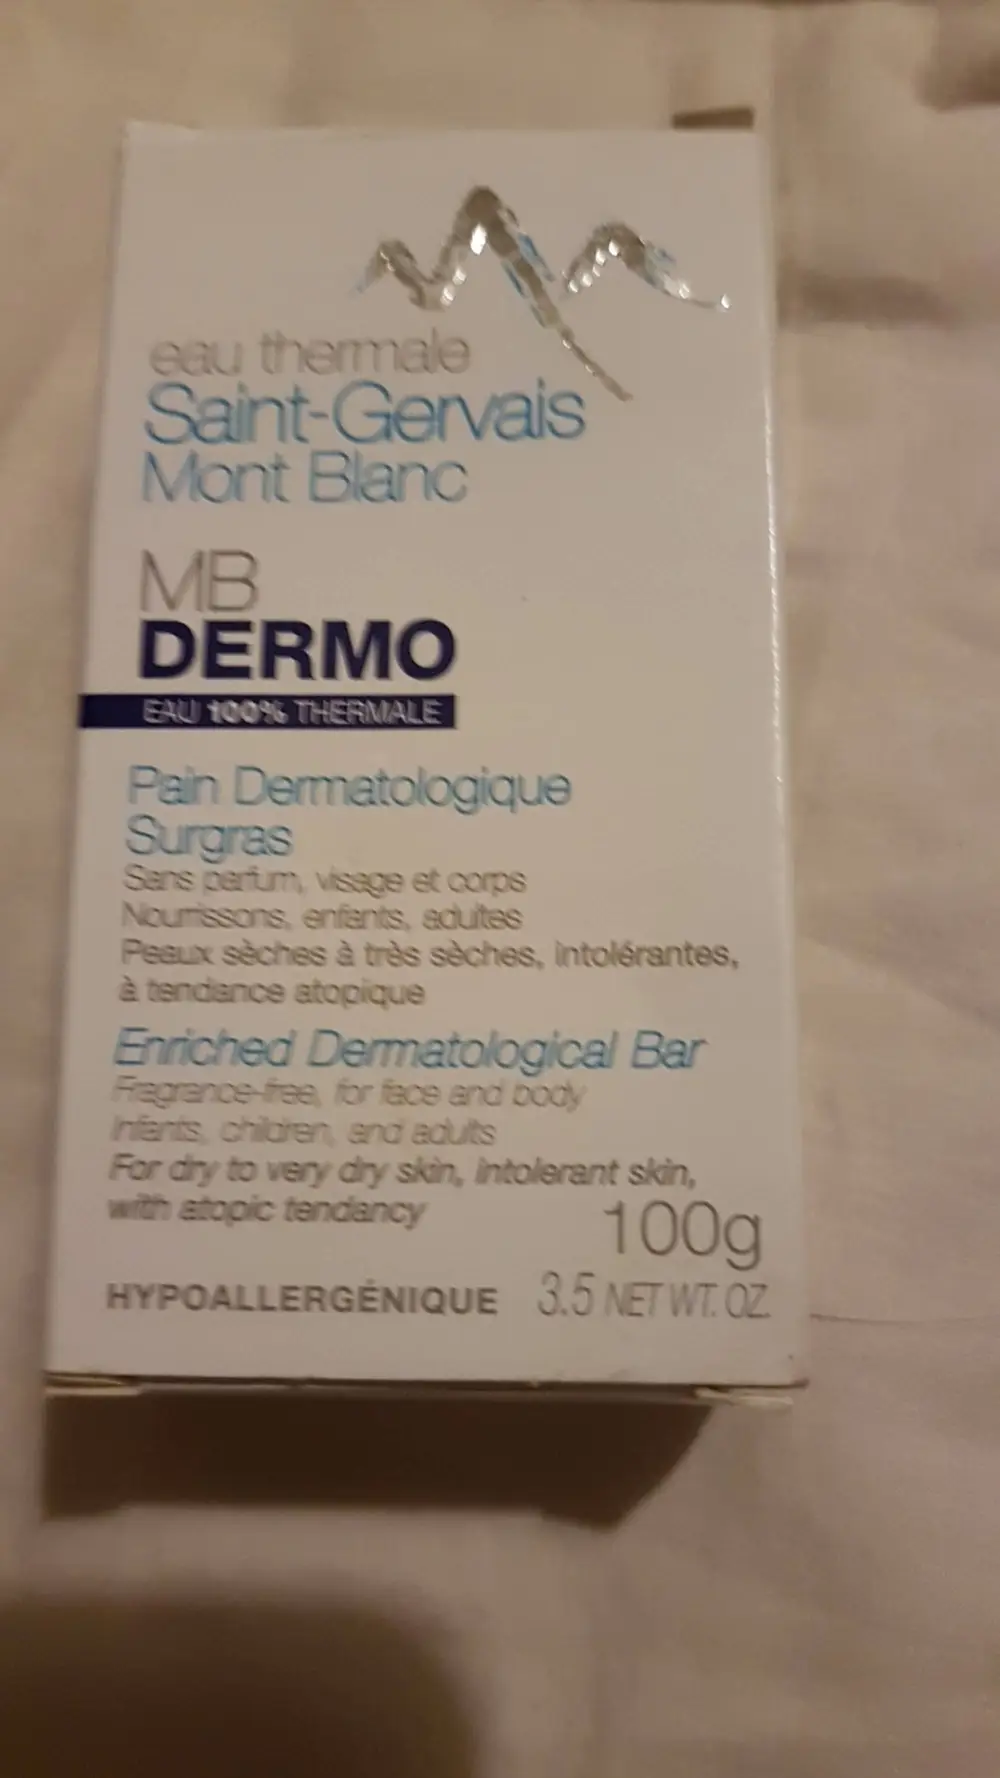 eau thermale
Saint-Gervais
Mont Blanc
MB
DERMO
EAU 100% THERMALE
Pain Dermatologique
Surgras
Sans parfum, visage et corps
Nourrissons, enfants, adultes
Peaux sèches à très sèches, intolérantes,
à tendance atopique
Enriched Dermatological Bar
Fragrance-free, for face and body
Infants, children, and adults
For dry to very dry skin, intolerant skin,
with atopic tendancy
100g
HYPOALLERGÉNIQUE 3.5 NET WT. OZ.